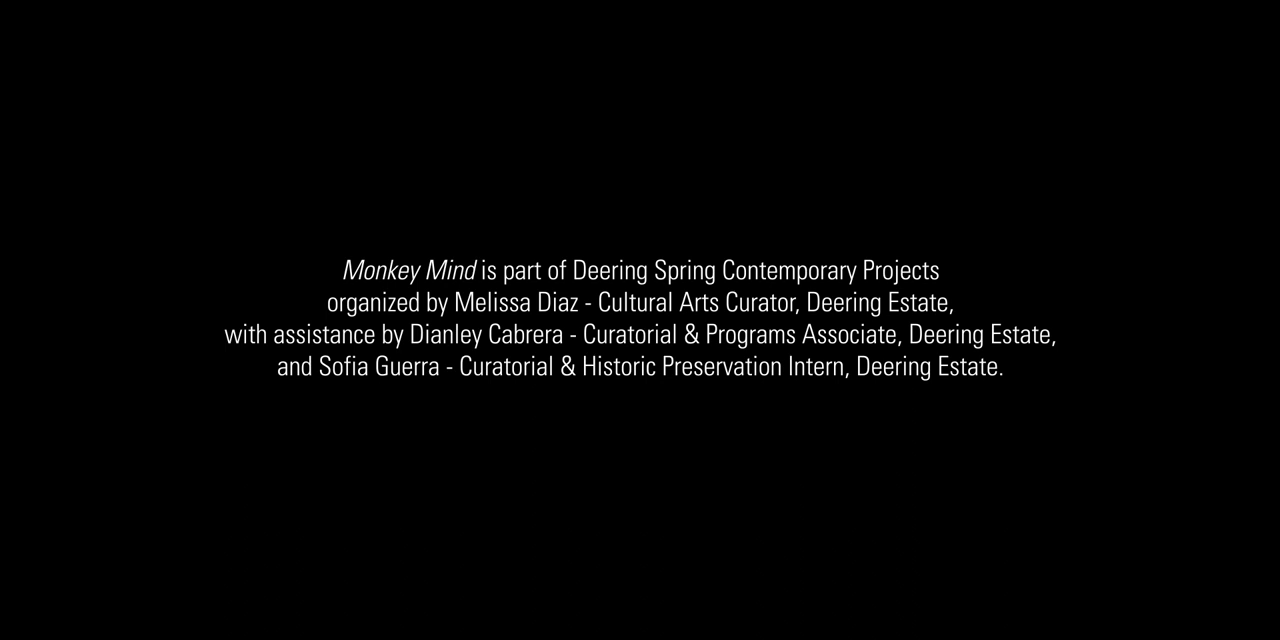 Monkey Mind is part of Deering Spring Contemporary Projects
organized by Melissa Diaz - Cultural Arts Curator, Deering Estate,
with assistance by Dianley Cabrera - Curatorial & Programs Associate, Deering Estate,
and Sofia Guerra - Curatorial & Historic Preservation Intern, Deering Estate.